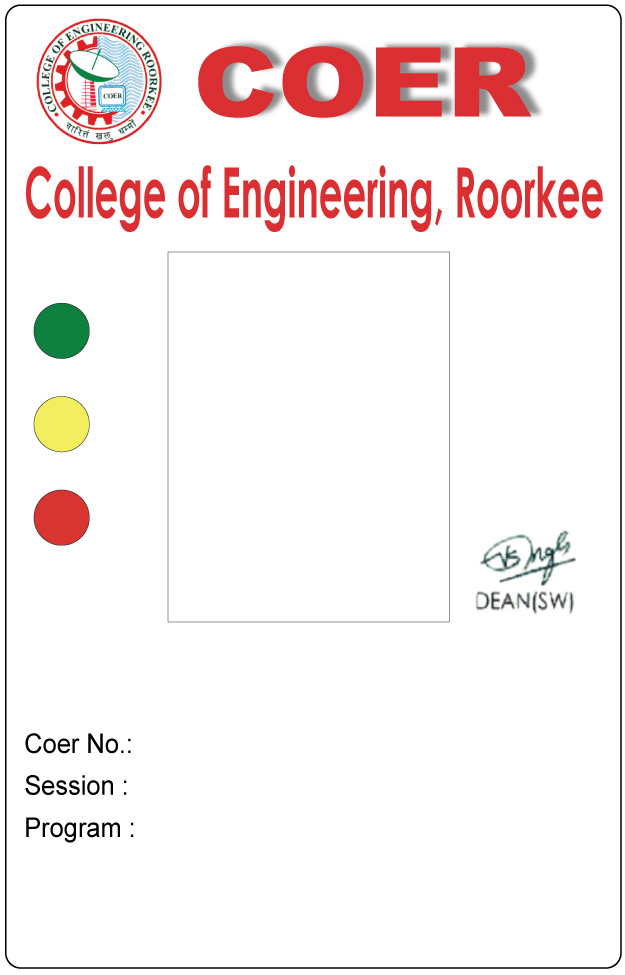 COLLEGE OF ENGINEERING ROORKEE
COER
वारितं खलु धर्म्मो
COER
College of Engineering, Roorkee
DEAN(SW)
Coer No.:
Session :
Program :